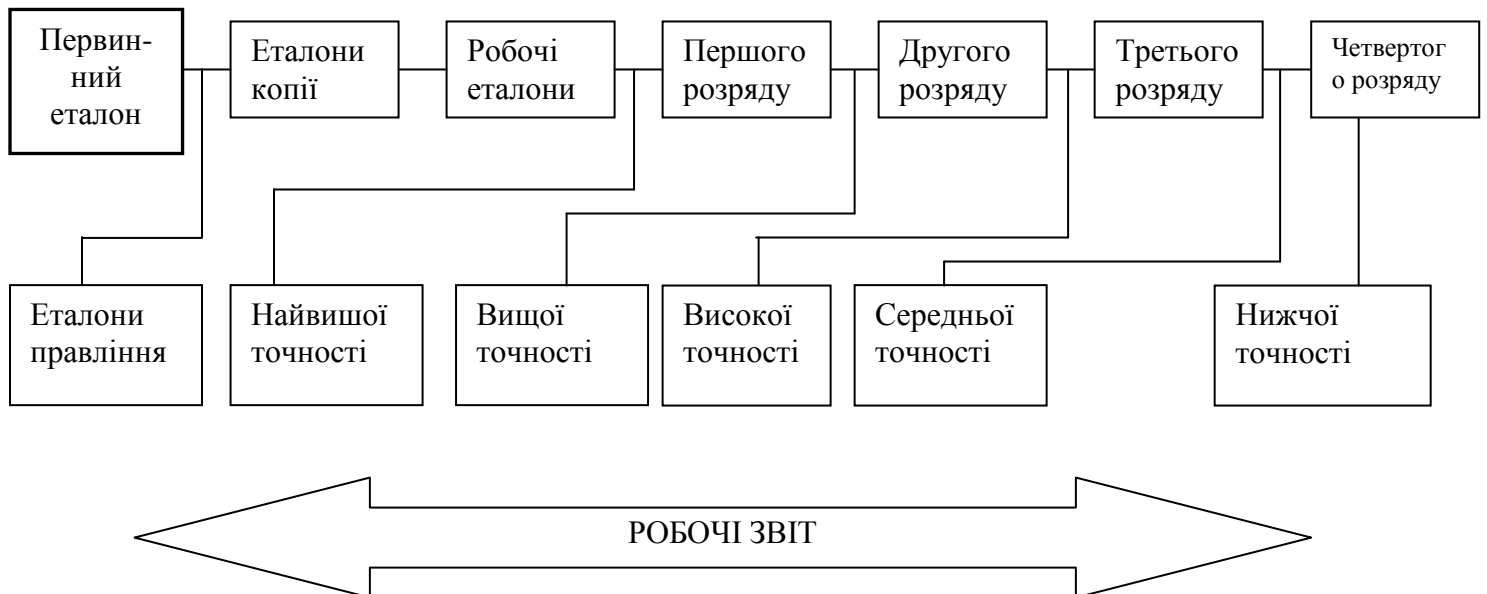 Первин-
ний
еталон
Еталони
копії
Робочі
еталони
Першого
розряду
Другого
розряду
Третього
розряду
Четвертог
о розряду
Еталони
правління
Найвишої
точності
Вищої
точності
Високої
точності
Середньої
точності
Нижчої
точності
РОБОЧІ ЗВІТ